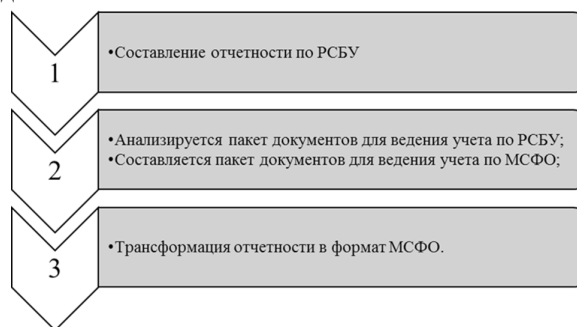 1
•Составление отчетности по РСБУ
2
•Анализируется пакет документов для ведения учета по РСБУ;
•Составляется пакет документов для ведения учета по МСФО;
3
•Трансформация отчетности в формат МСФО.